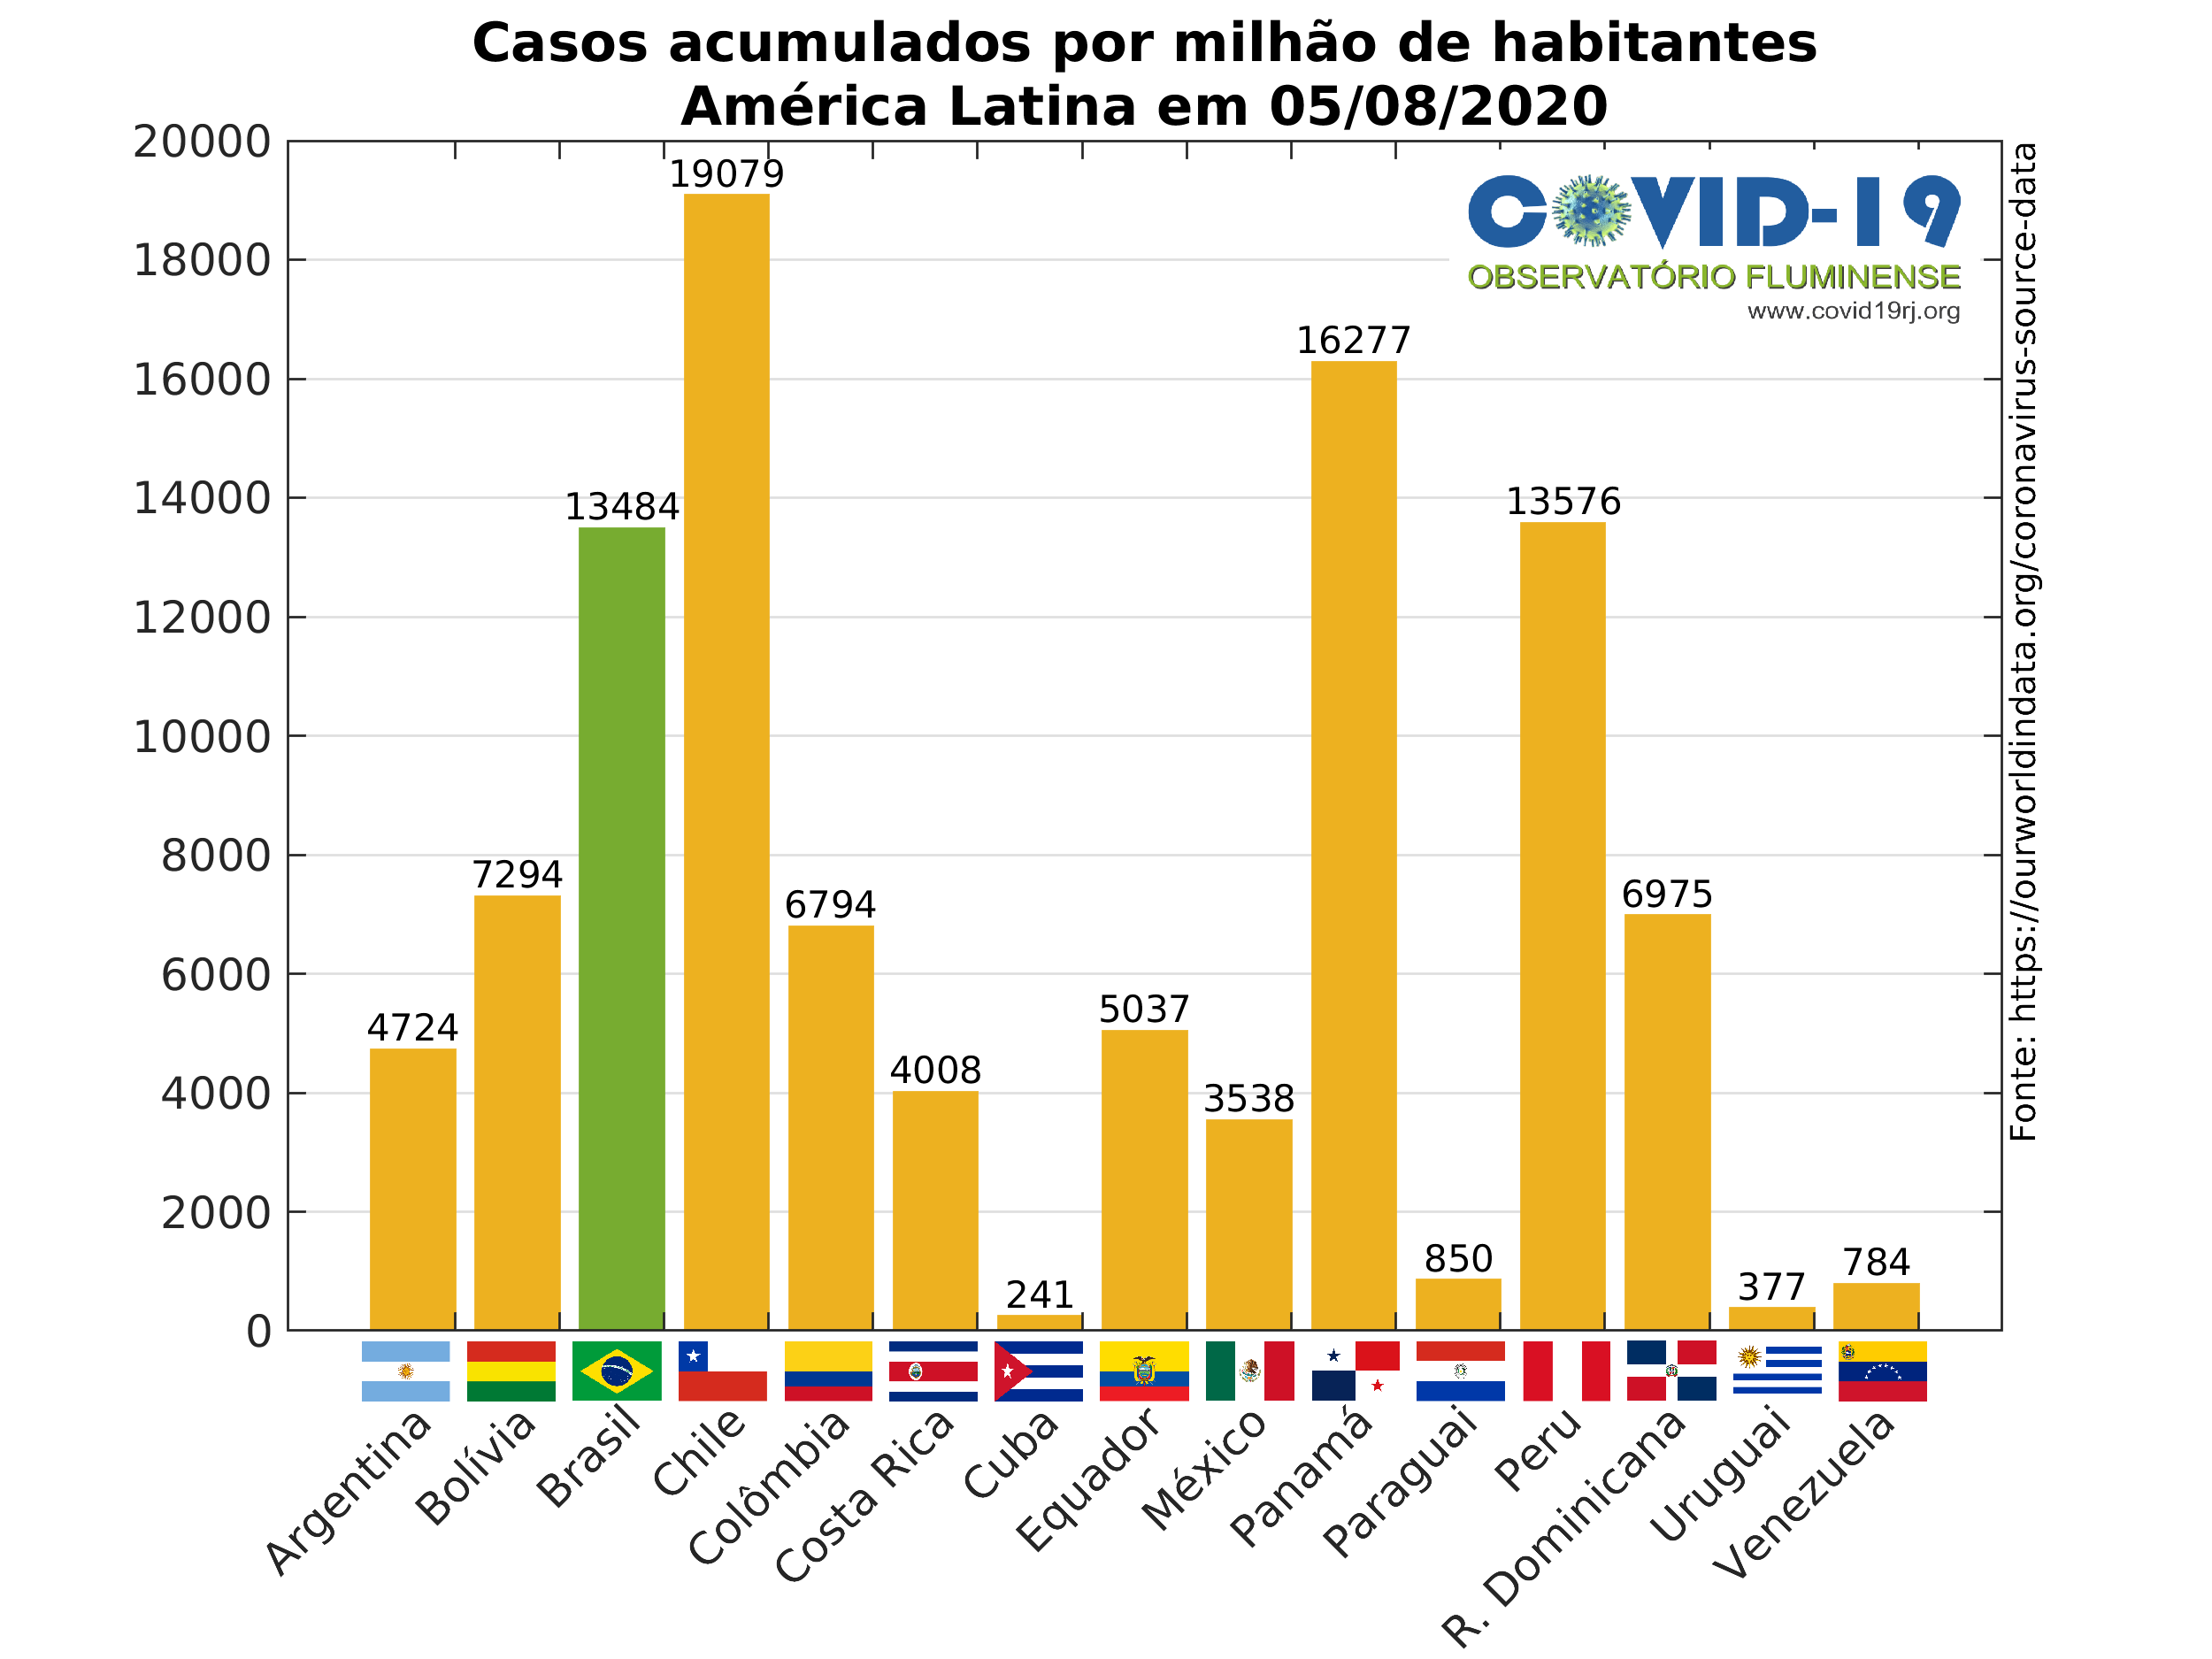 Casos acumulados por milhão de habitantes
América Latina em 05/08/2020
20000
18000
16000
14000
12000
10000
8000
6000
4000
2000
0
4724
7294
13484
19079
6794
4008
241
5037
3538
16277
850
13576
6975
377
784
COVID-19
OBSERVATÓRIO FLUMINENSE
www.covid19rj.org
Fonte: https://ourworldindata.org/coronavirus-source-data
Argentina
Bolívia
Brasil
Chile
Colômbia
Costa Rica
Cuba
Equador
México
Panamá
Paraguai
Peru
R. Dominicana
Uruguai
Venezuela